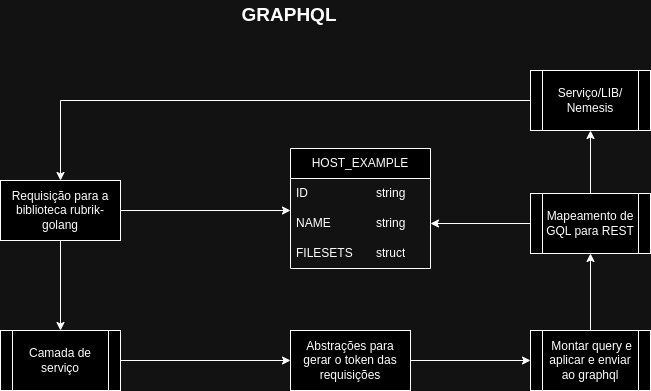 GRAPHQL
Serviço/LIB/
Nemesis
HOST_EXAMPLE
ID string
NAME string
FILESETS struct
Requisição para a
biblioteca rubrik-
golang
Mapeamento de
GQL para REST
Camada de
serviço
Abstrações para
gerar o token das
requisições
Montar query e
aplicar e enviar
ao graphql